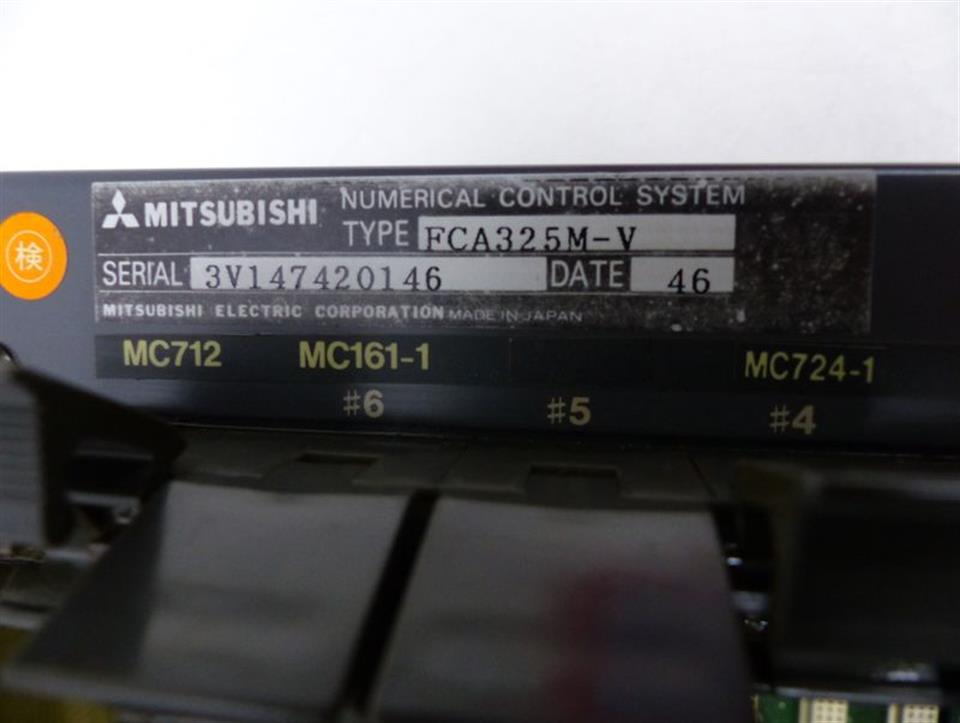 検
MITSUBISHI NUMERICAL CONTROL SYSTEM
TYPE FCA325M-V
SERIAL 3V147420146 DATE 46
MITSUBISHI ELECTRIC CORPORATION MADE IN JAPAN
MC712 MC161-1 MC724-1
#6 #5 #4